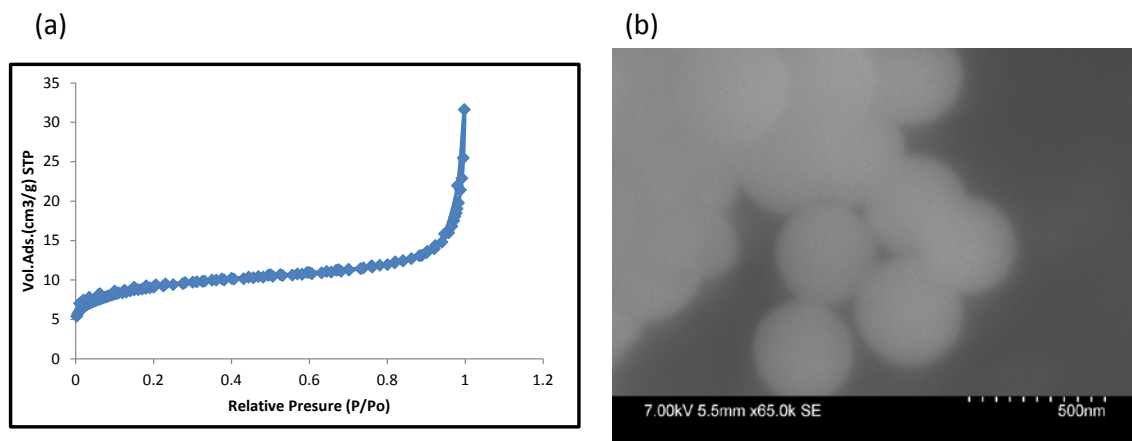 (a)
(b)
35
30
25
20
15
10
5
0
Vol.Ads.(cm3/g) STP
0 0.2 0.4 0.6 0.8 1 1.2
Relative Presure (P/Po)
7.00kV 5.5mm x65.0k SE
500nm